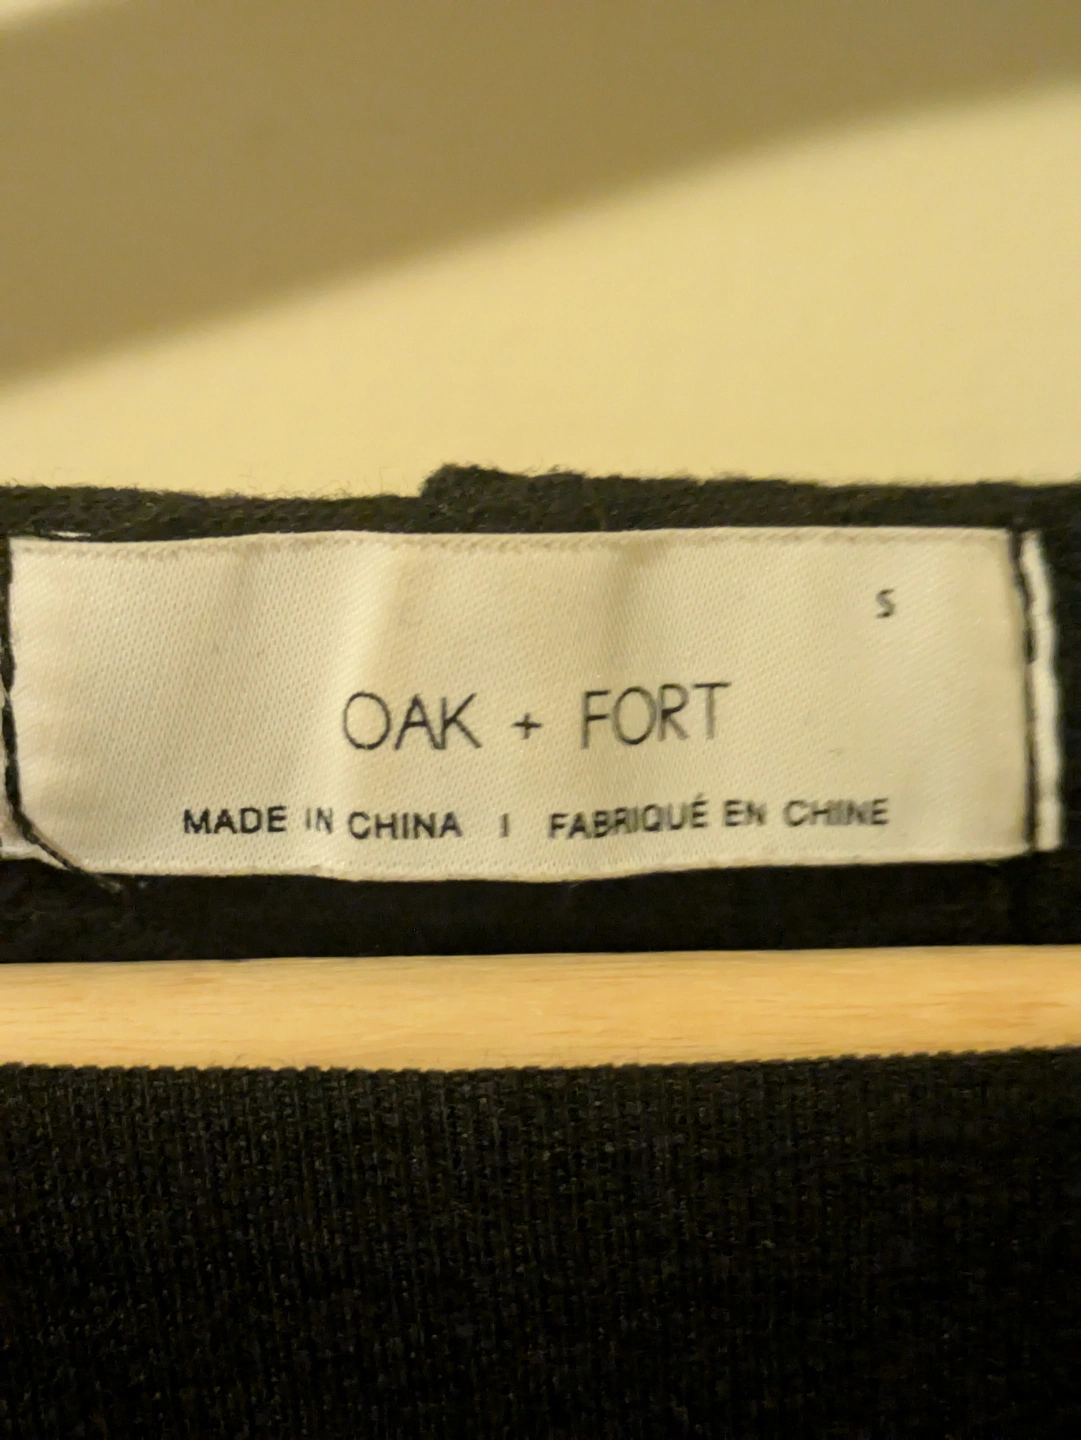 S
OAK + FORT
MADE IN CHINA | FABRIQUÉ EN CHINE